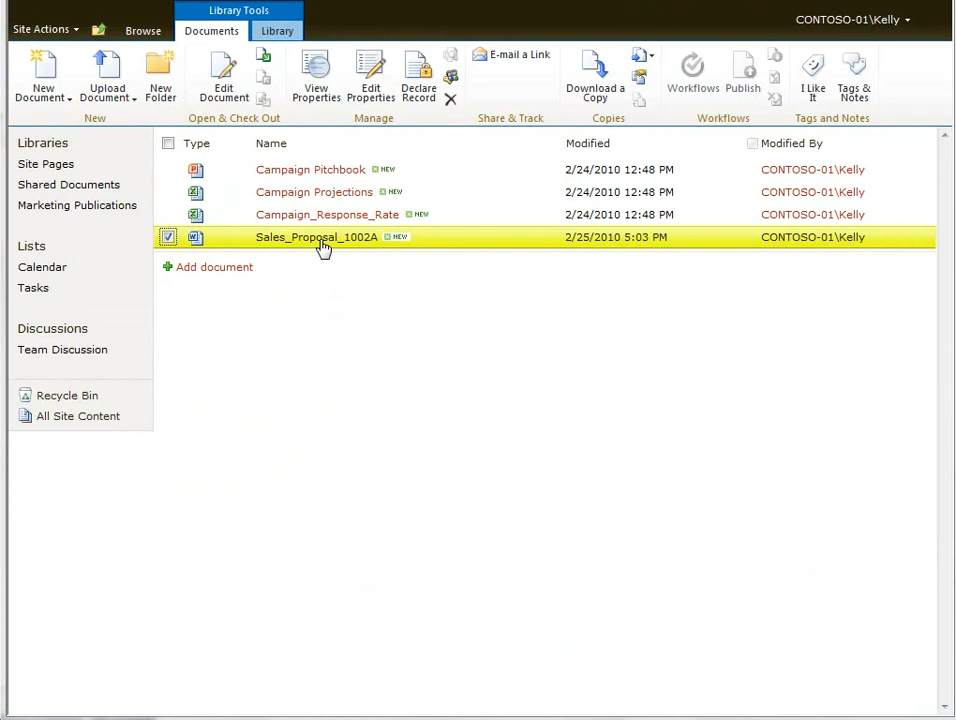 Library Tools
Site Actions Browse Documents Library CONTOSO-01\Kelly
New Document Upload Document New Folder Edit Document View Properties Edit Properties Declare Record E-mail a Link Download a Copy Workflows Publish I Like It Tags & Notes
New Open & Check Out Manage Share & Track Copies Workflows Tags and Notes
Libraries
Site Pages
Shared Documents
Marketing Publications
Lists
Calendar
Tasks
Discussions
Team Discussion
Recycle Bin
All Site Content
Type Name Modified Modified By
Campaign Pitchbook NEW 2/24/2010 12:48 PM CONTOSO-01\Kelly
Campaign Projections NEW 2/24/2010 12:48 PM CONTOSO-01\Kelly
Campaign_Response_Rate NEW 2/24/2010 12:48 PM CONTOSO-01\Kelly
Sales_Proposal_1002A NEW 2/25/2010 5:03 PM CONTOSO-01\Kelly
Add document